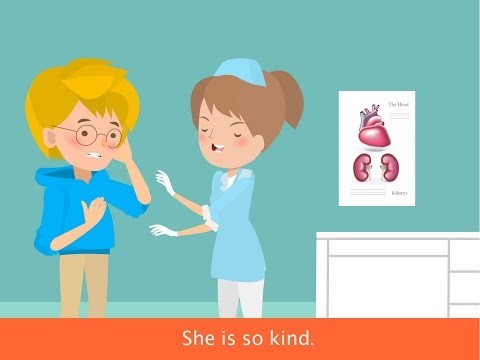 The Heart
kidneys
She is so kind.